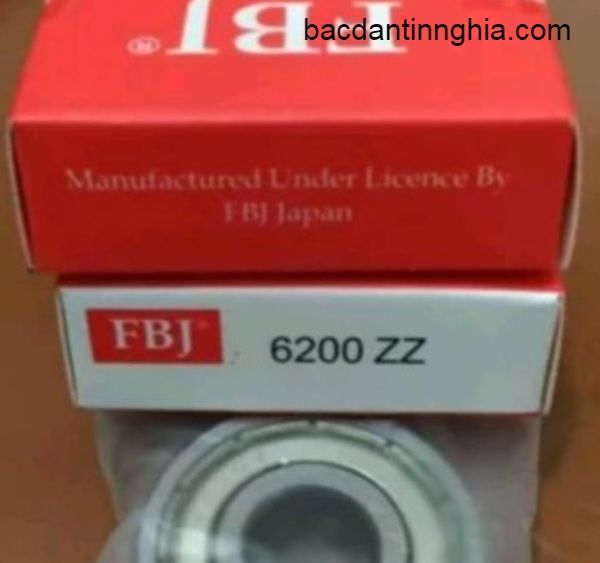 bacdantinnghia.com
FBJ®
Manufactured Under Licence By
FBJ Japan
FBJ
6200 ZZ